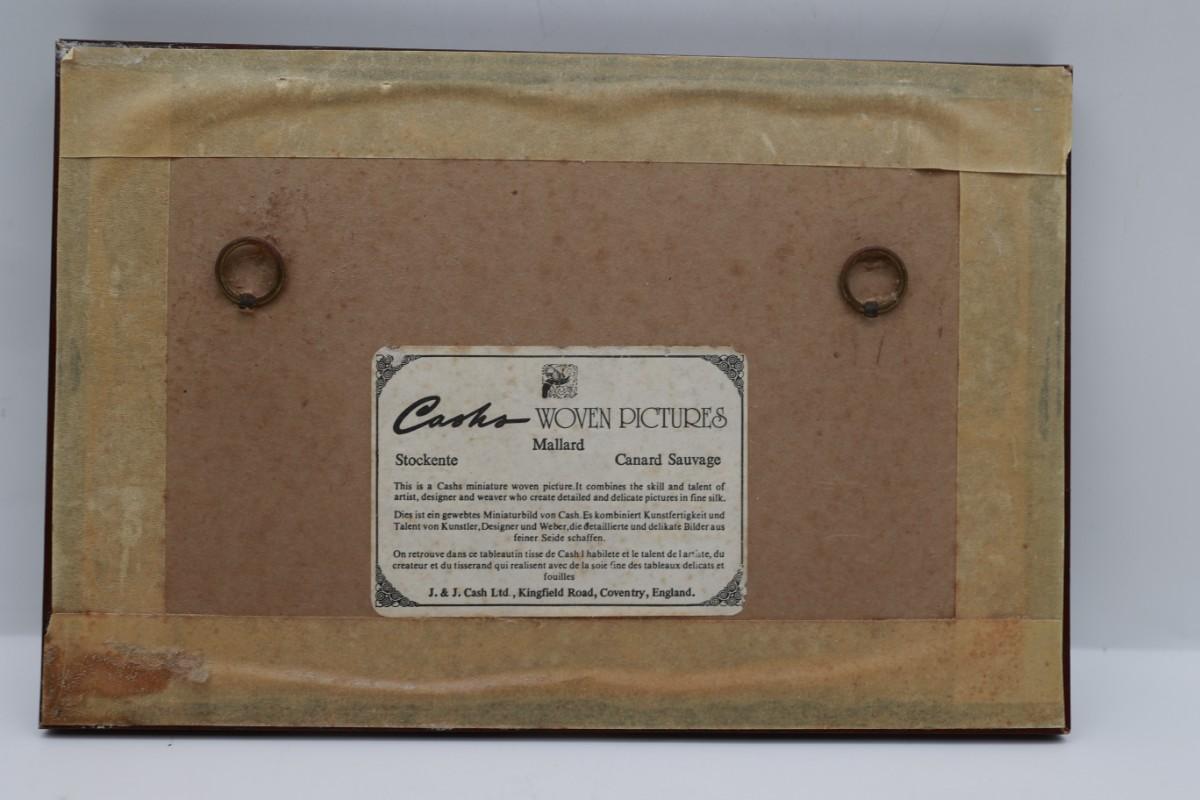 Cashs WOVEN PICTURES
Mallard
Stockente Canard Sauvage
This is a Cashs miniature woven picture.It combines the skill and talent of
artist, designer and weaver who create detailed and delicate pictures in fine silk.
Dies ist ein gewebtes Miniaturbild von Cash.Es kombiniert Kunstfertigkeit und
Talent von Kunstler,Designer und Weber,die detaillierte und delikate Bilder aus
feiner Seide schaffen.
On retrouve dans ce tableautin tisse de Cash l habilete et le talent de l artiste, du
createur et du tisserand qui realisent avec de la soie fine des tableaux delicats et
fouilles
J. & J. Cash Ltd., Kingfield Road, Coventry, England.